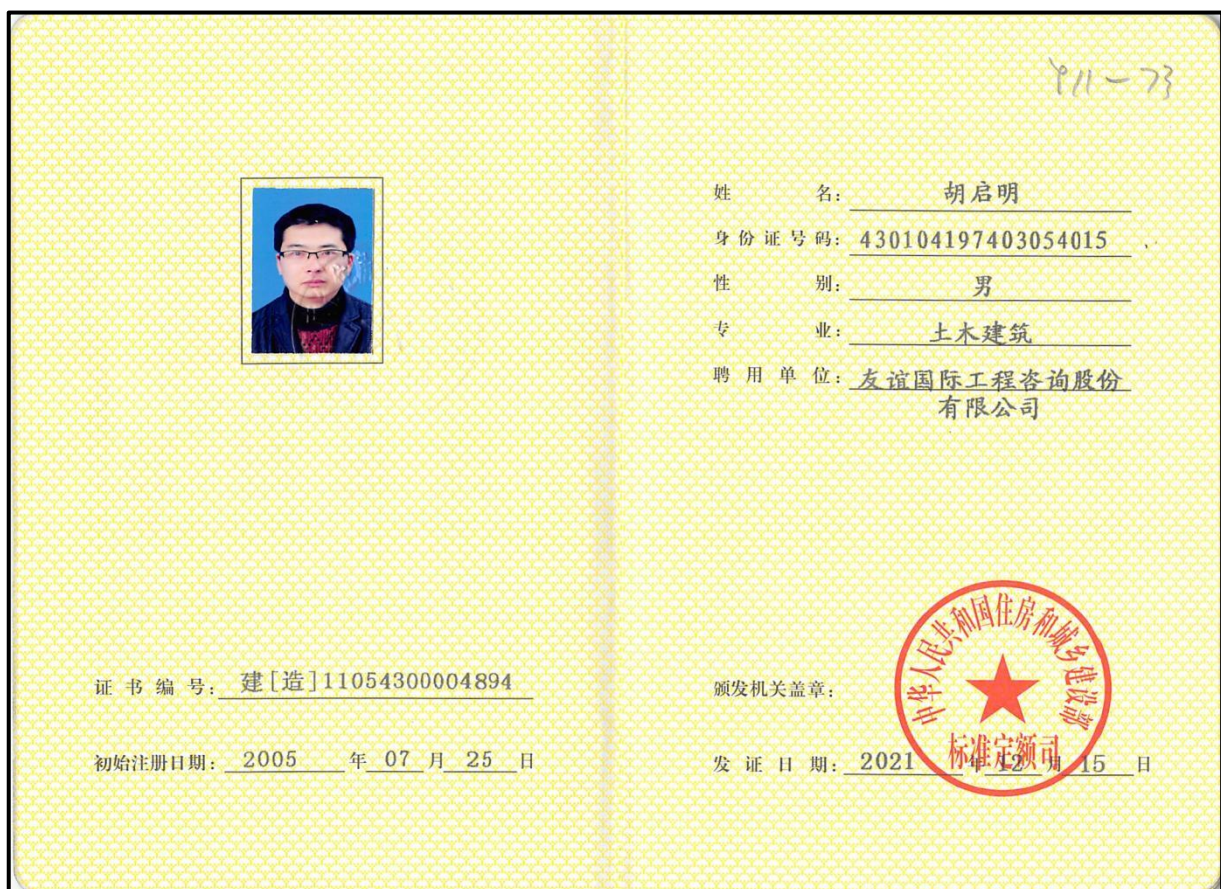 姓 名: 胡启明
身份证号码: 430104197403054015
性 别: 男
专 业: 土木建筑
聘用单位: 友谊国际工程咨询股份
有限公司
证书编号: 建[造]11054300004894
初始注册日期: 2005 年 07 月 25 日
颁发机关盖章:
中华人民共和国住房和城乡建设部
标准定额司
发证日期: 2021 年 12 月 15 日